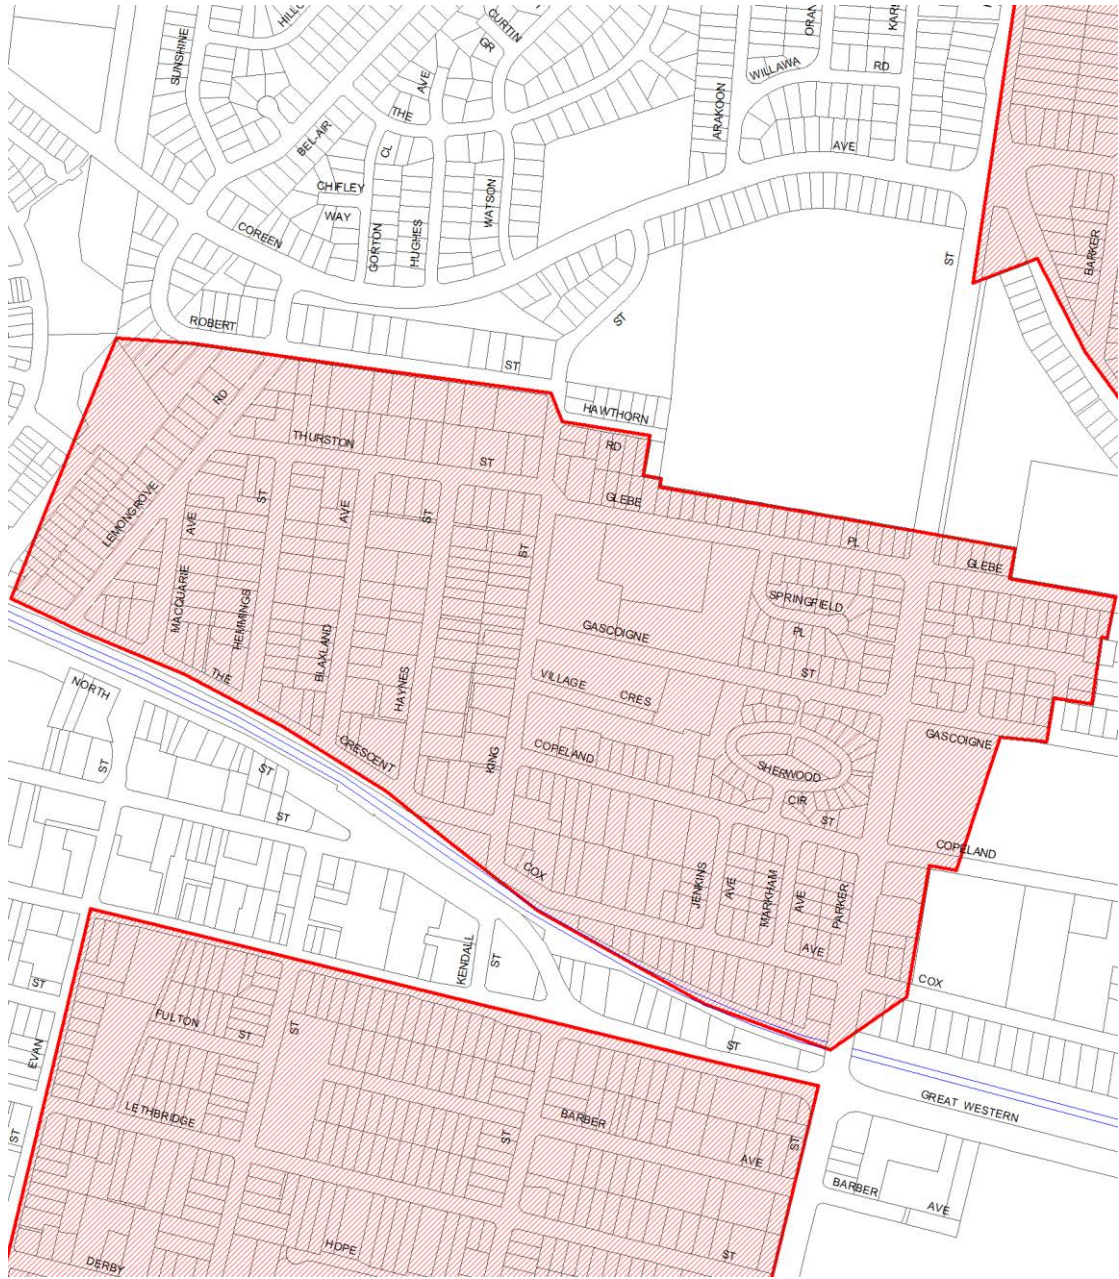 HILLC
SUNSHINE
CURTIN
GR
AVE
THE
BEL-AIR
CL
CHIFLEY
WAY
COREEN
GORTON
HUGHES
WATSON
ARAKOON
WILLAWA
RD
AVE
ST
BARKER
ROBERT
ST
ST
HAWTHORN
RD
THURSTON
ST
GLEBE
PL
GLEBE
RD
LEMONGROVE
ST
AVE
ST
ST
AVE
MACQUARIE
HEMMINGS
BLAXLAND
HAYNES
KING
THE
CRESCENT
SPRINGFIELD
PL
GASCOIGNE
ST
VILLAGE
CRES
COPELAND
GASCOIGNE
SHERWOOD
CIR
ST
COPELAND
NORTH
ST
ST
ST
COX
JENKINS
AVE
MARKHAM
AVE
PARKER
AVE
COX
KENDALL
ST
ST
ST
FULTON
ST
ST
EVAN
ST
LETHBRIDGE
ST
BARBER
AVE
ST
GREAT WESTERN
BARBER
AVE
HOPE
ST
DERBY